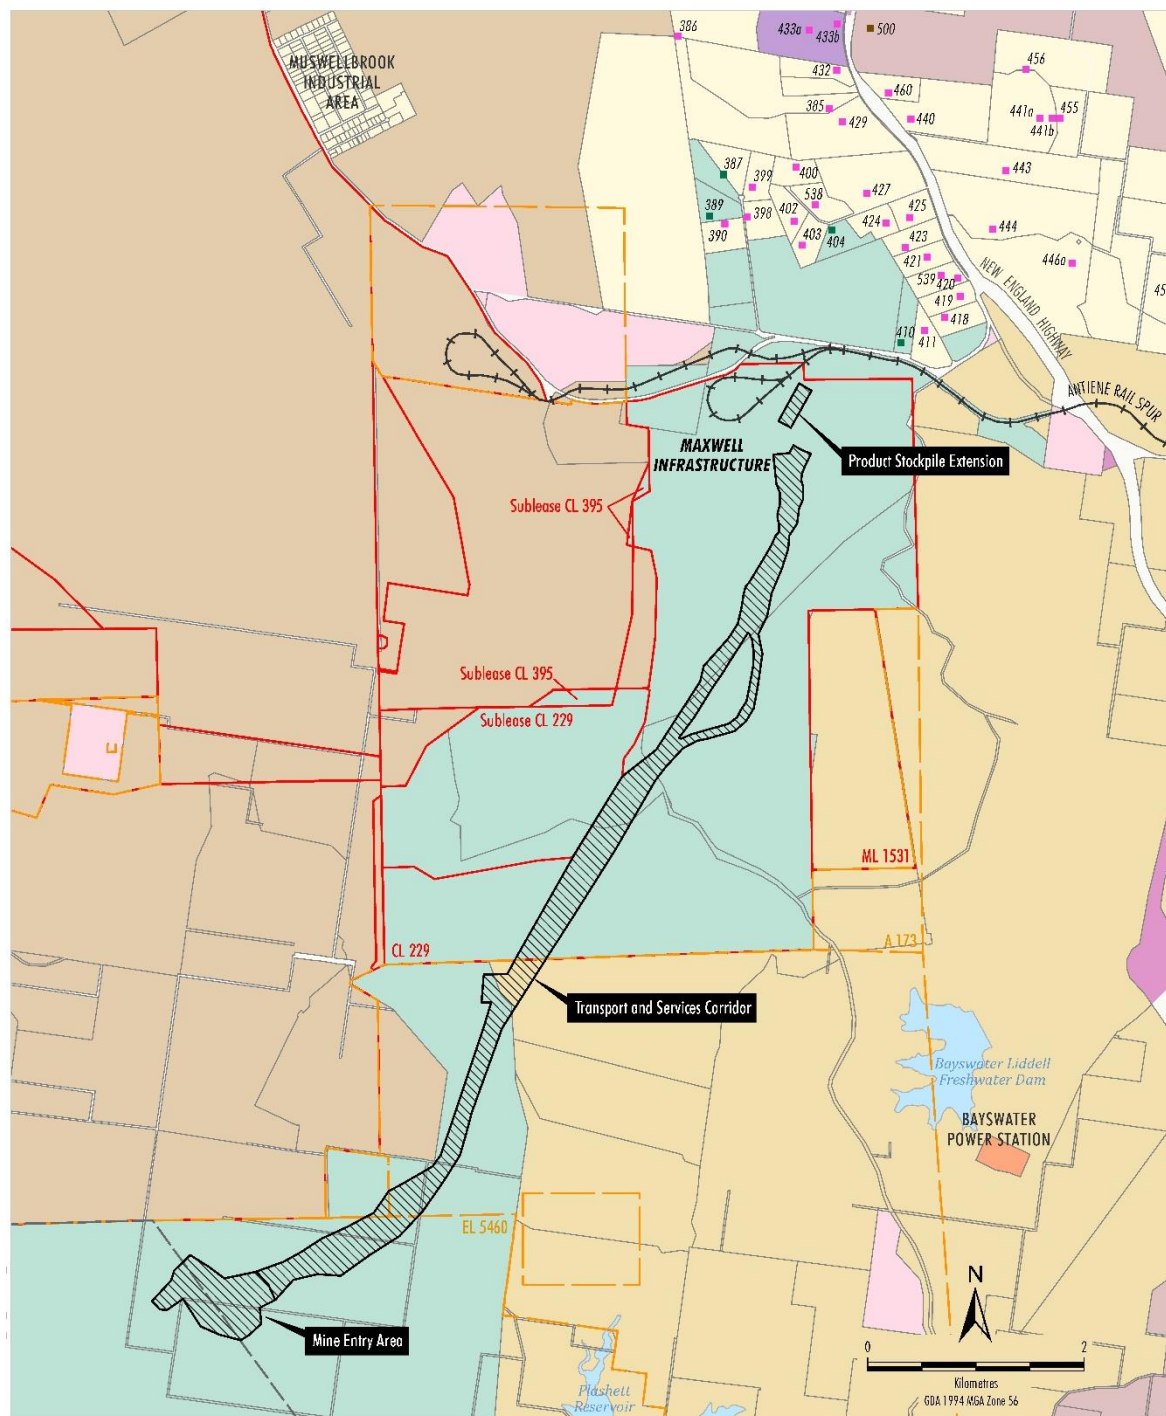 386
433a
433b
500
MUSWELLBROOK
INDUSTRIAL
AREA
432
456
460
385
429
440
441a
455
441b
387
399
400
443
538
427
389
398
402
425
390
403
404
424
444
423
421
446a
539
420
45
419
NEW ENGLAND HIGHWAY
418
410
411
ANTIENE RAIL SPUR
MAXWELL
INFRASTRUCTURE
Product Stockpile Extension
Sublease CL 395
Sublease CL 395
Sublease CL 229
ML 1531
CL 229
A 173
Transport and Services Corridor
Bayswater Liddell
Freshwater Dam
BAYSWATER
POWER STATION
EL 5460
N
Mine Entry Area
0
2
Kilometres
GDA 1994 MGA Zone 56
Plashett
Reservoir